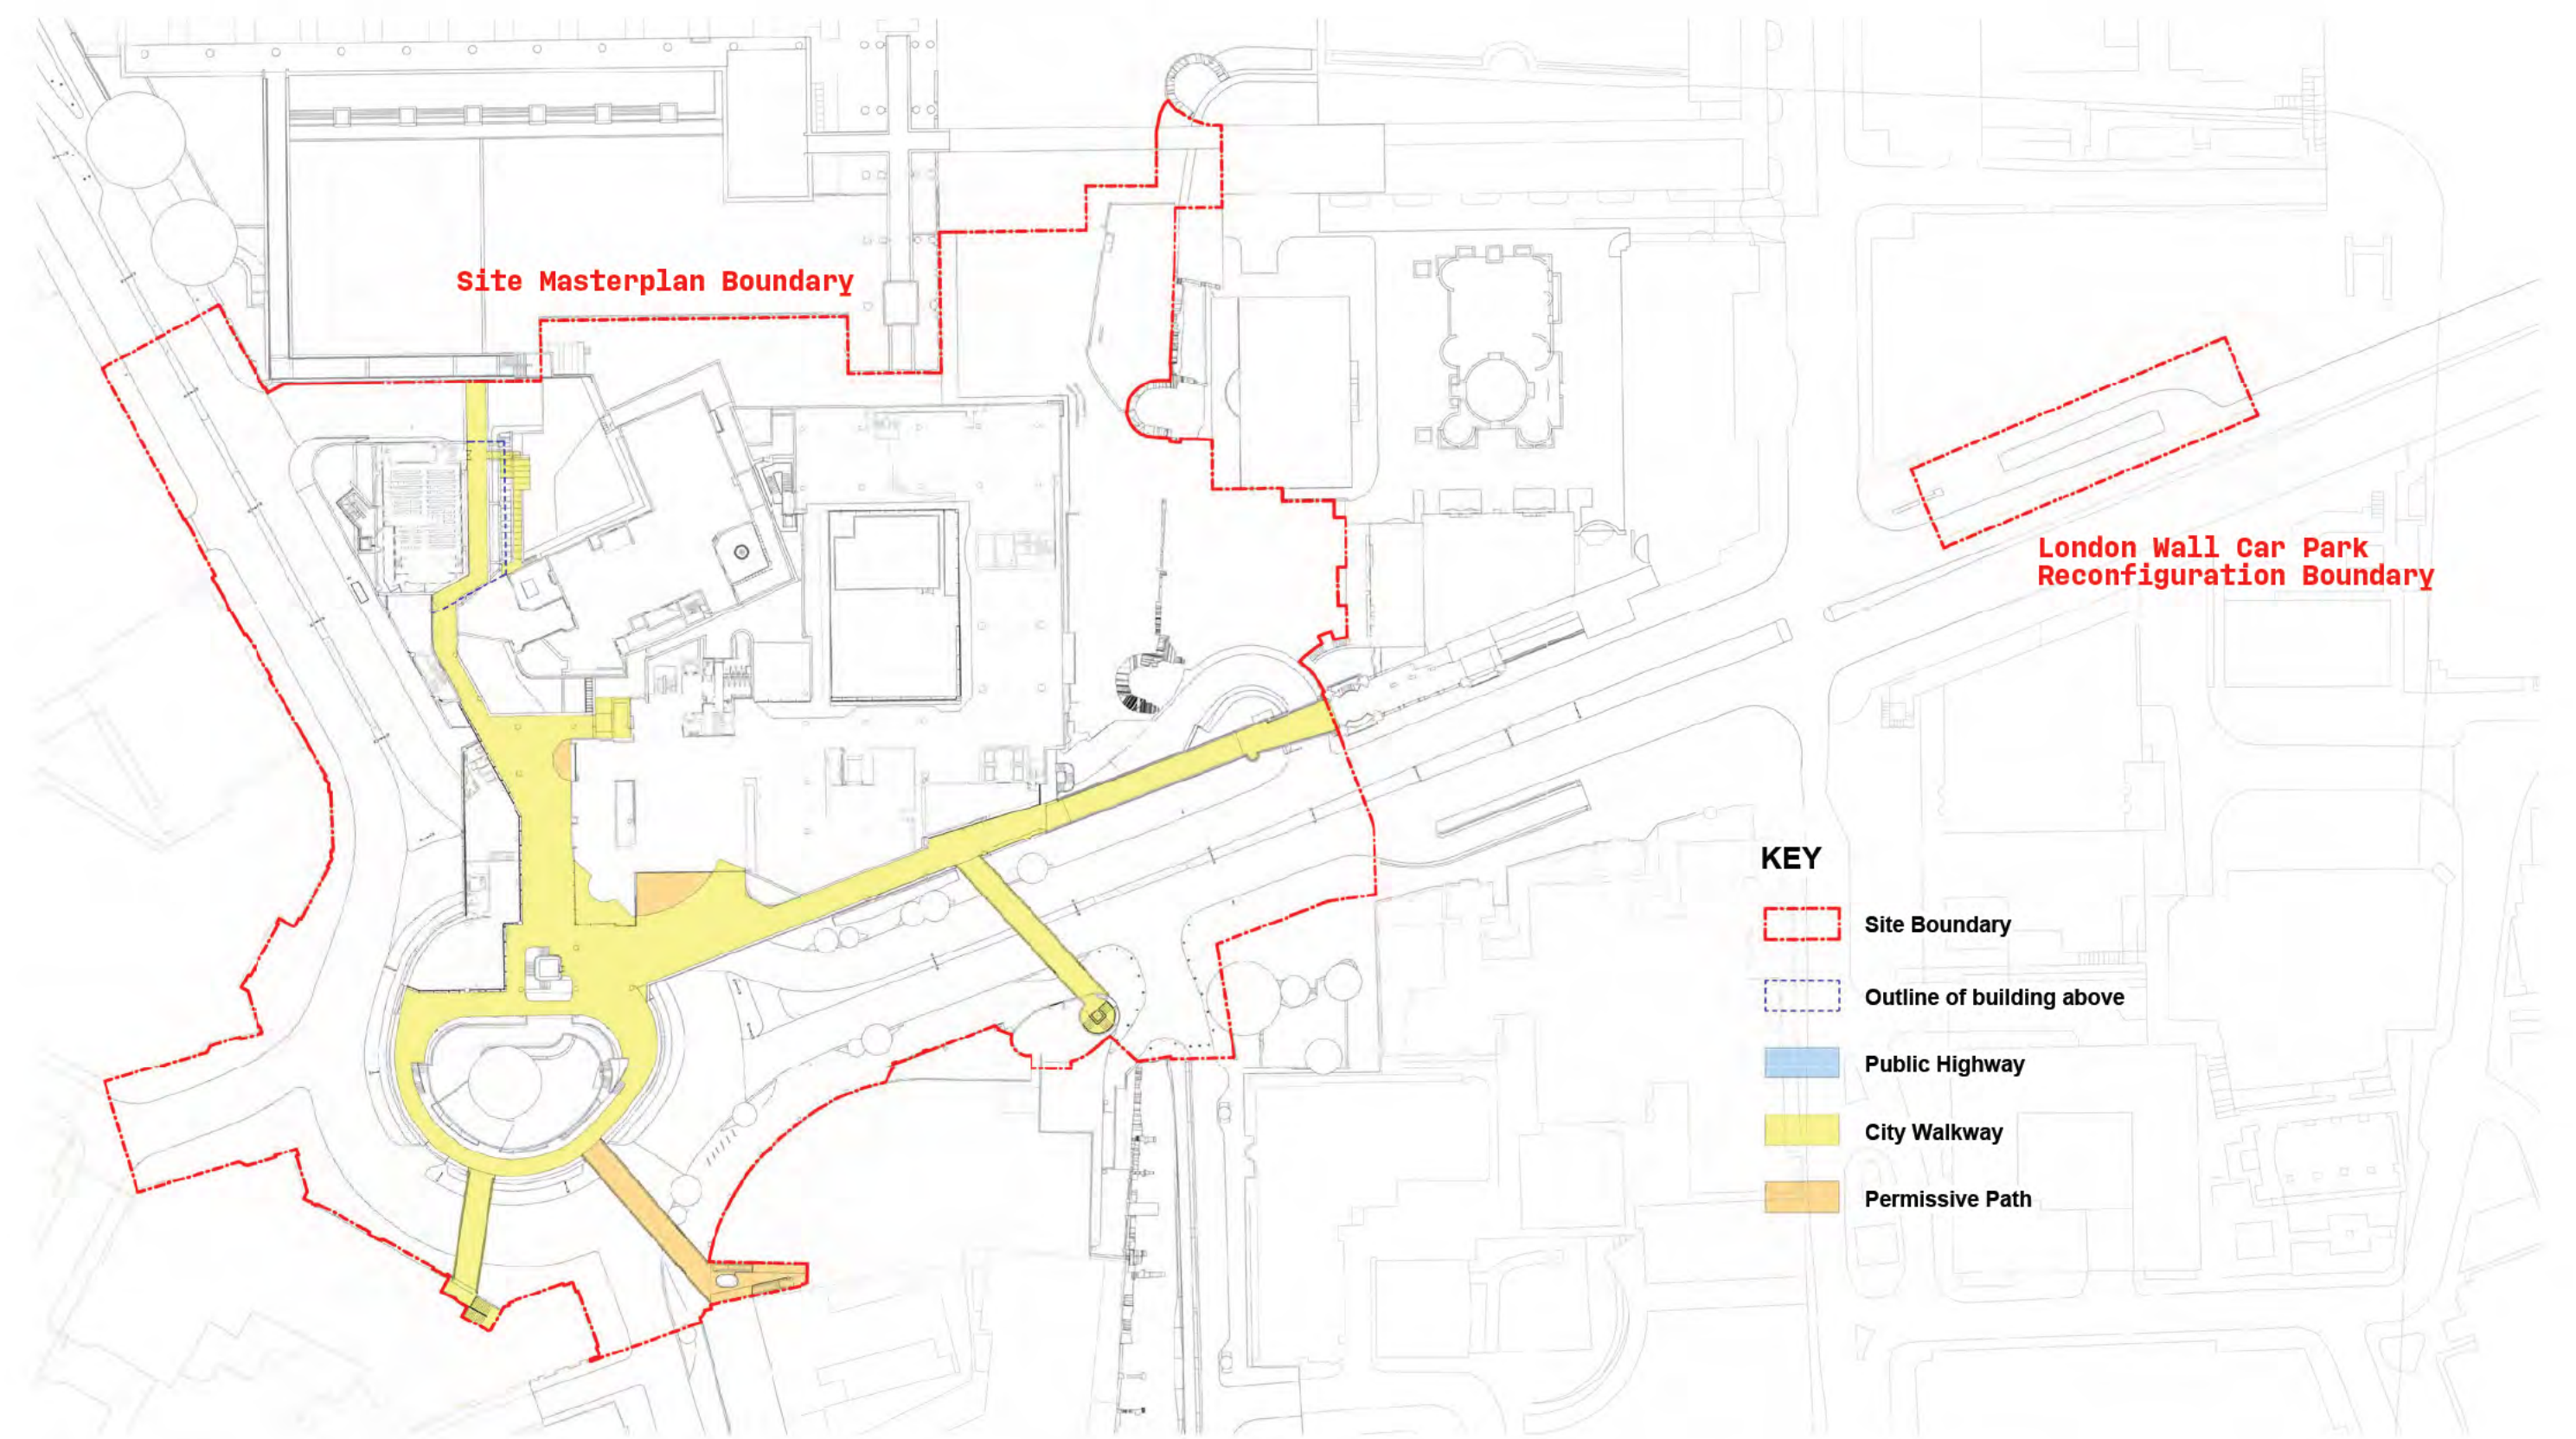 Site Masterplan Boundary
London Wall Car Park
Reconfiguration Boundary
KEY
Site Boundary
Outline of building above
Public Highway
City Walkway
Permissive Path